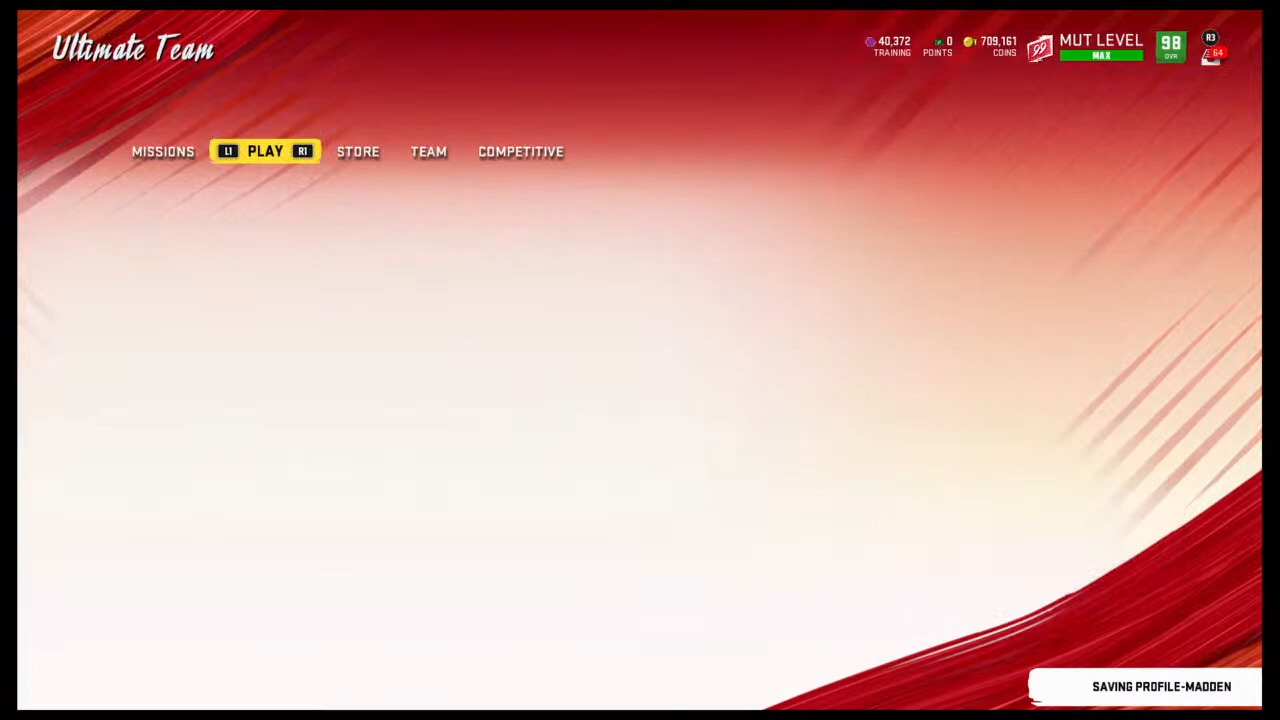 Ultimate Team
40,372
TRAINING
0
POINTS
709,161
COINS
99
MUT LEVEL
MAX
98
OVR
R3
64
MISSIONS
L1 PLAY R1
STORE
TEAM
COMPETITIVE
SAVING PROFILE-MADDEN